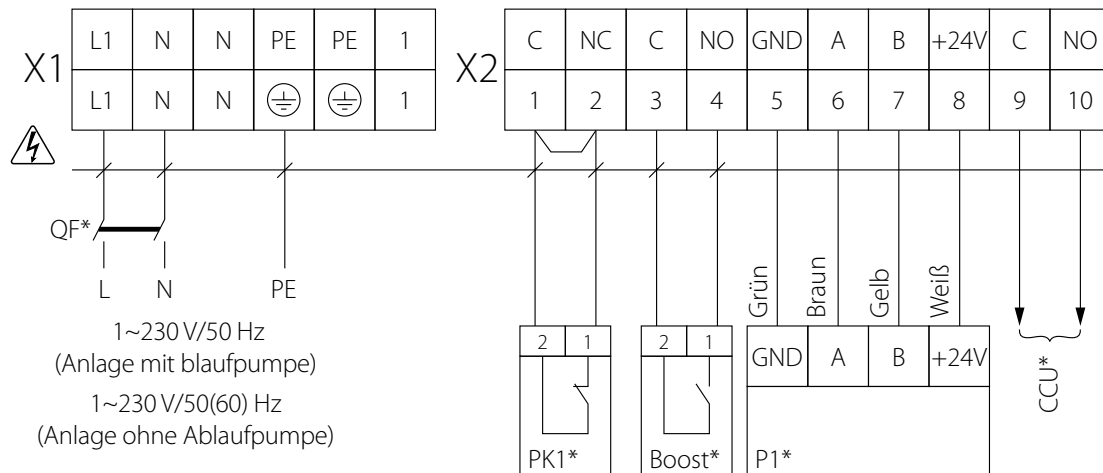 X1
L1 N N PE PE 1
L1 N N 1
X2
C NC C NO GND A B +24V C NO
1 2 3 4 5 6 7 8 9 10
QF*
L N PE
1~230 V/50 Hz
(Anlage mit blaufpumpe)
1~230 V/50(60) Hz
(Anlage ohne Ablaufpumpe)
Grün
Braun
Gelb
Weiß
2 1
PK1*
2 1
Boost*
GND A B +24V
P1*
CCU*